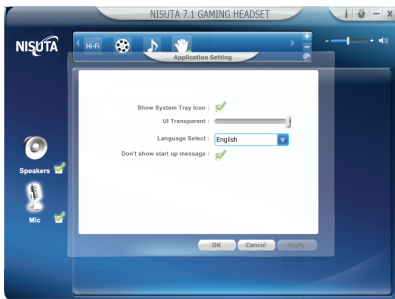 NISUTA 7.1 GAMING HEADSET
i
x
NISUTA
Hi-Fi
Application Setting
Show System Tray Icon :
UI Transparent :
Language Select :
English
Don't show start up message :
Speakers
Mic
OK
Cancel
Apply